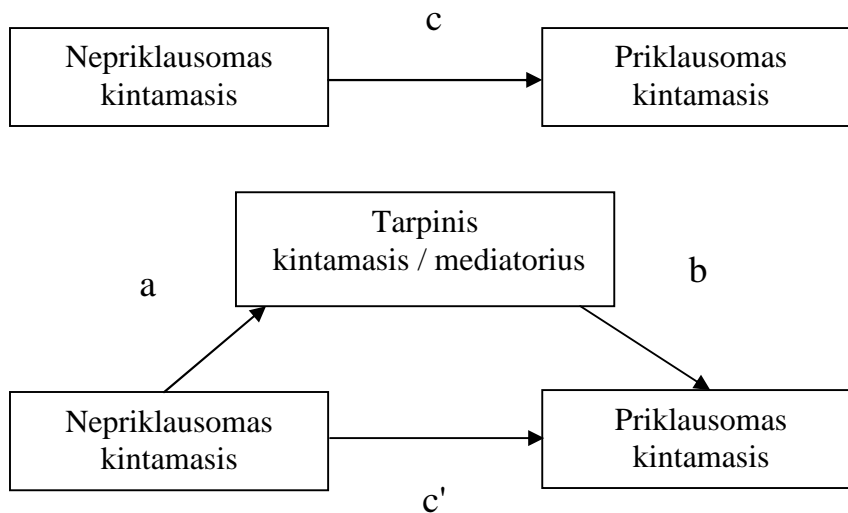 c
Nepriklausomas
kintamasis
Priklausomas
kintamasis
Tarpinis
kintamasis / mediatorius
a
b
Nepriklausomas
kintamasis
Priklausomas
kintamasis
c'